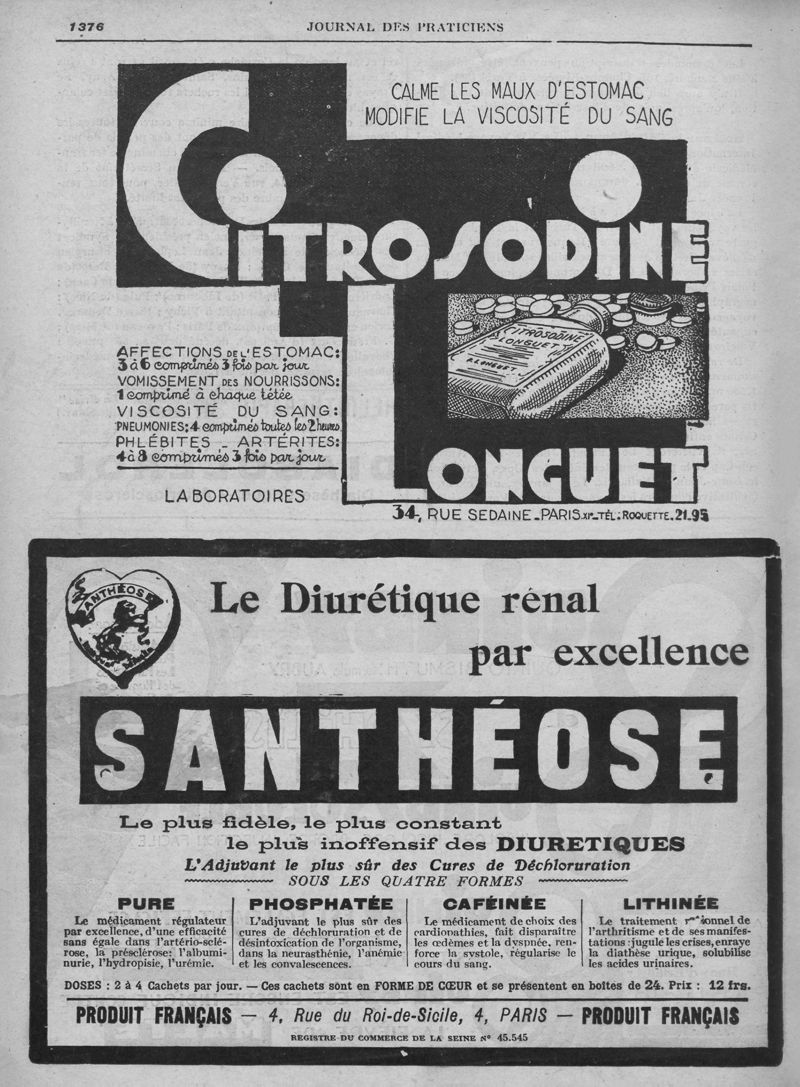 1376
JOURNAL DES PRATICIENS
CALME LES MAUX D'ESTOMAC
MODIFIE LA VISCOSITÉ DU SANG
CITROSODINE
CITROSODINE
LONGUET
P. LONGUET
AFFECTIONS DE L'ESTOMAC:
3 à 6 comprimés 3 fois par jour
VOMISSEMENT DES NOURRISSONS:
1 comprimé à chaque tétée
VISCOSITÉ DU SANG:
PNEUMONIES: 4 comprimés toutes les 2 heures
PHLÉBITES - ARTÉRITES:
4 à 8 comprimés 3 fois par jour
LABORATOIRES
LONGUET
34, RUE SEDAINE - PARIS.XIe - TÉL: ROQUETTE. 21.95
SANTHÉOSE
Le Diurétique rénal
par excellence
SANTHÉOSE
Le plus fidèle, le plus constant
le plus inoffensif des DIURETIQUES
L'Adjuvant le plus sûr des Cures de Déchloruration
SOUS LES QUATRE FORMES
PURE
Le médicament régulateur
par excellence, d'une efficacité
sans égale dans l'artério-sclé-
rose, la présclérose: l'albumi-
nurie, l'hydropisie, l'urémie.
PHOSPHATÉE
L'adjuvant le plus sûr des
cures de déchloruration et de
désintoxication de l'organisme,
dans la neurasthénie, l'anémie
et les convalescences.
CAFÉINÉE
Le médicament de choix des
cardiopathies, fait disparaître
les œdèmes et la dyspnée, ren-
force la systole, régularise le
cours du sang.
LITHINÉE
Le traitement de
l'arthritisme et de ses manifes-
tations: jugule les crises, enraye
la diathèse urique, solubilise
les acides urinaires.
DOSES : 2 à 4 Cachets par jour. — Ces cachets sont en FORME DE CŒUR et se présentent en boîtes de 24. Prix : 12 frs.
PRODUIT FRANÇAIS — 4, Rue du Roi-de-Sicile, 4, PARIS — PRODUIT FRANÇAIS
REGISTRE DU COMMERCE DE LA SEINE Nº 45.545